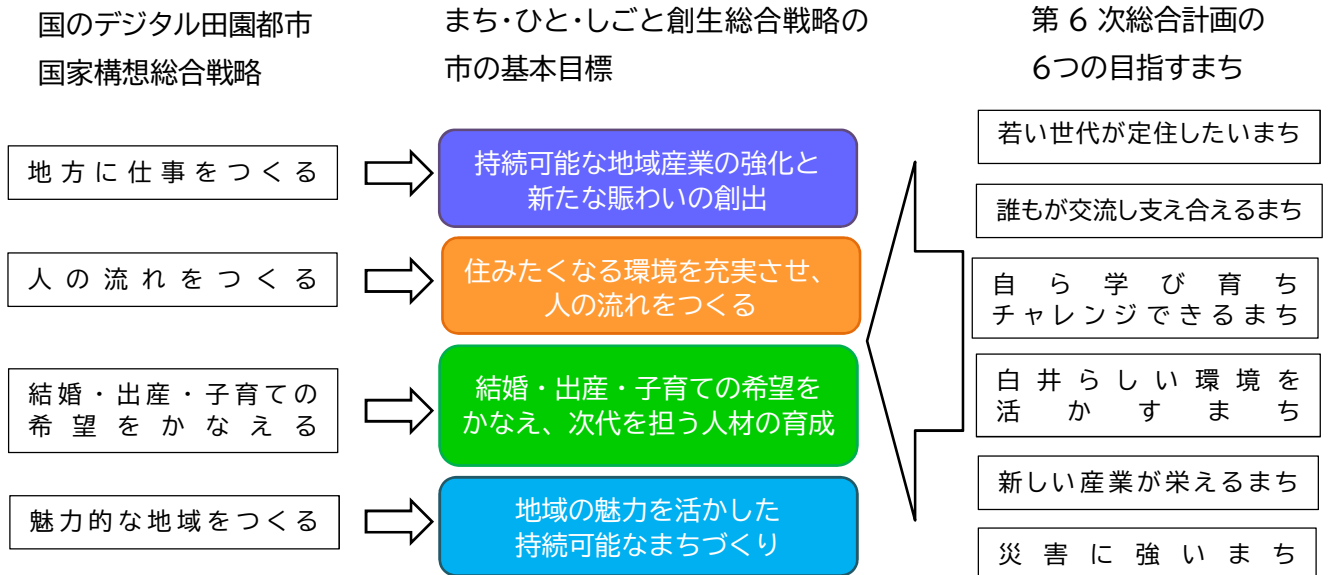 国のデジタル田園都市
国家構想総合戦略
まち・ひと・しごと創生総合戦略の
市の基本目標
第 6 次総合計画の
6つの目指すまち
地方に仕事をつくる
人の流れをつくる
結婚・出産・子育ての
希望をかなえる
魅力的な地域をつくる
持続可能な地域産業の強化と
新たな賑わいの創出
住みたくなる環境を充実させ、
人の流れをつくる
結婚・出産・子育ての希望を
かなえ、次代を担う人材の育成
地域の魅力を活かした
持続可能なまちづくり
若い世代が定住したいまち
誰もが交流し支え合えるまち
自ら学び育ち
チャレンジできるまち
白井らしい環境を
活かすまち
新しい産業が栄えるまち
災害に強いまち